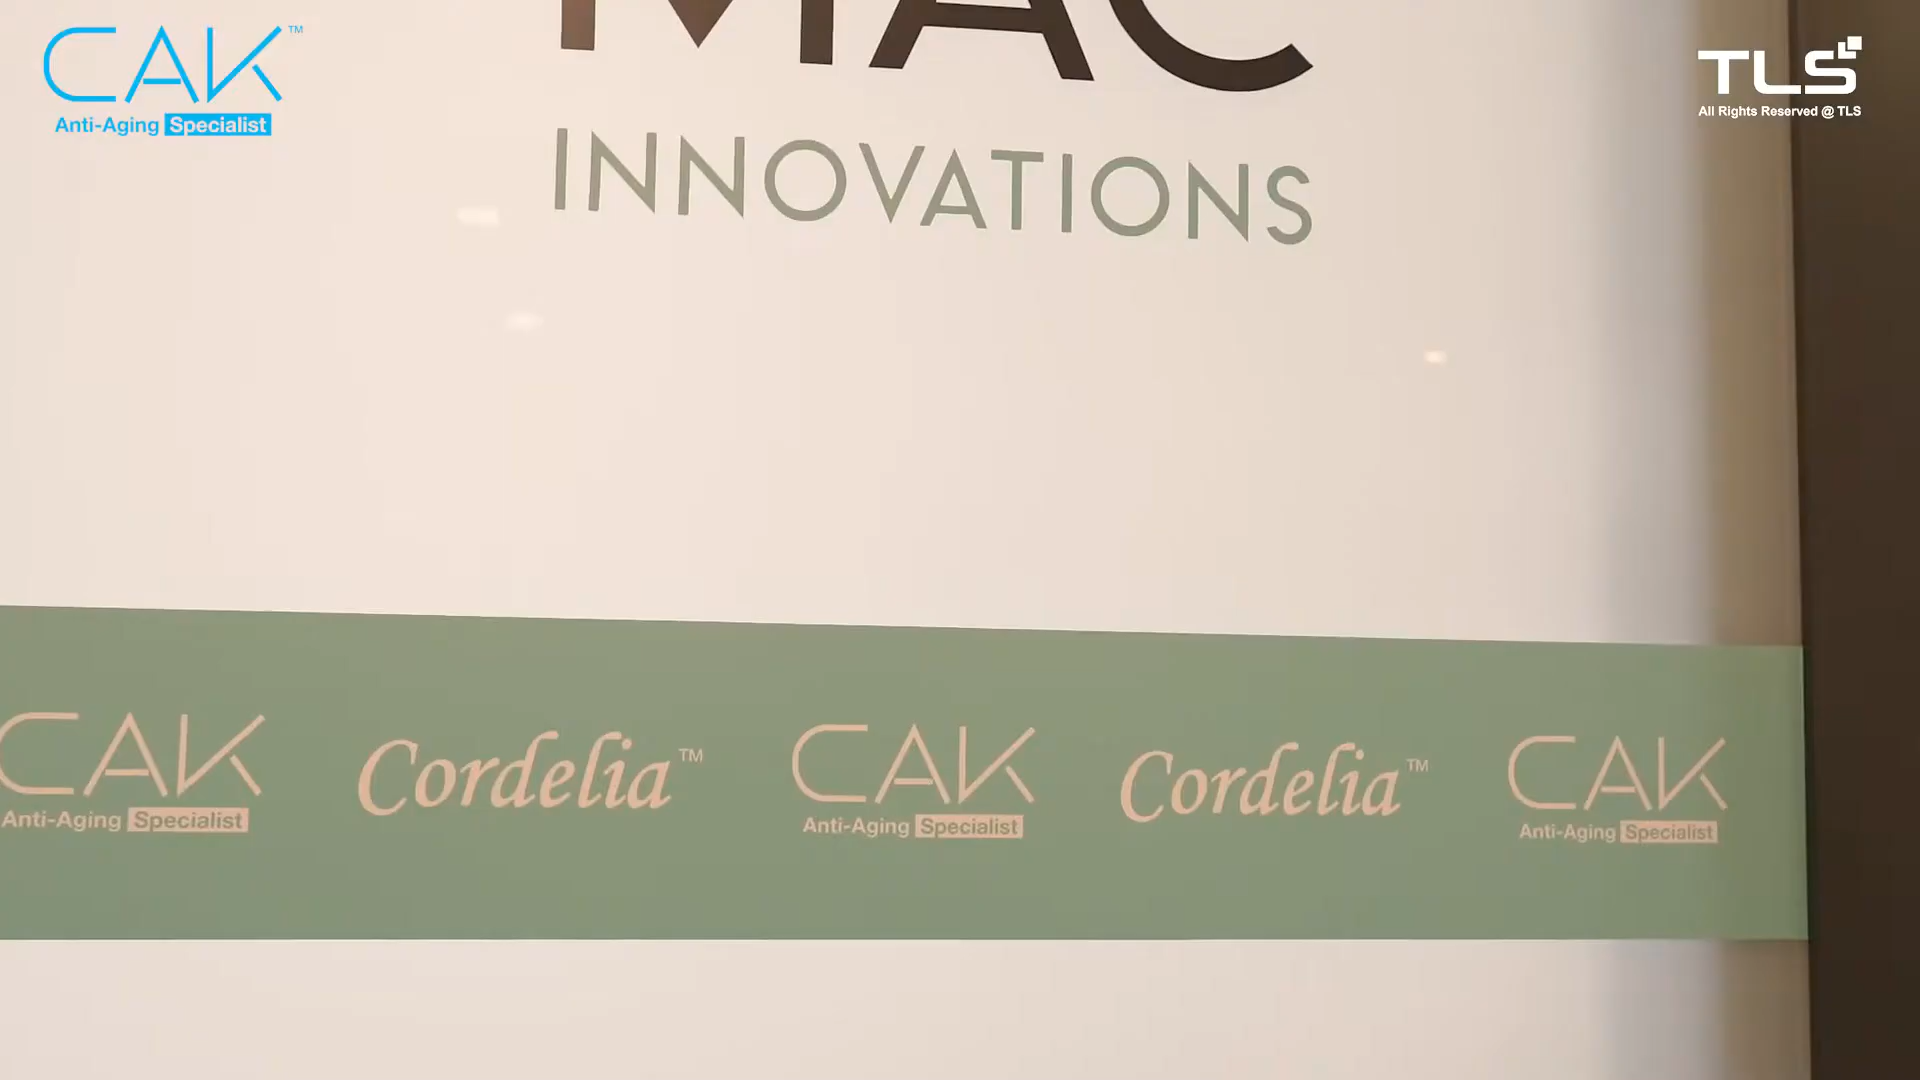 CAK™
Anti-Aging Specialist
TLS
All Rights Reserved @ TLS
MAC
INNOVATIONS
CAK
Anti-Aging Specialist
Cordelia™
CAK
Anti-Aging Specialist
Cordelia™
CAK
Anti-Aging Specialist